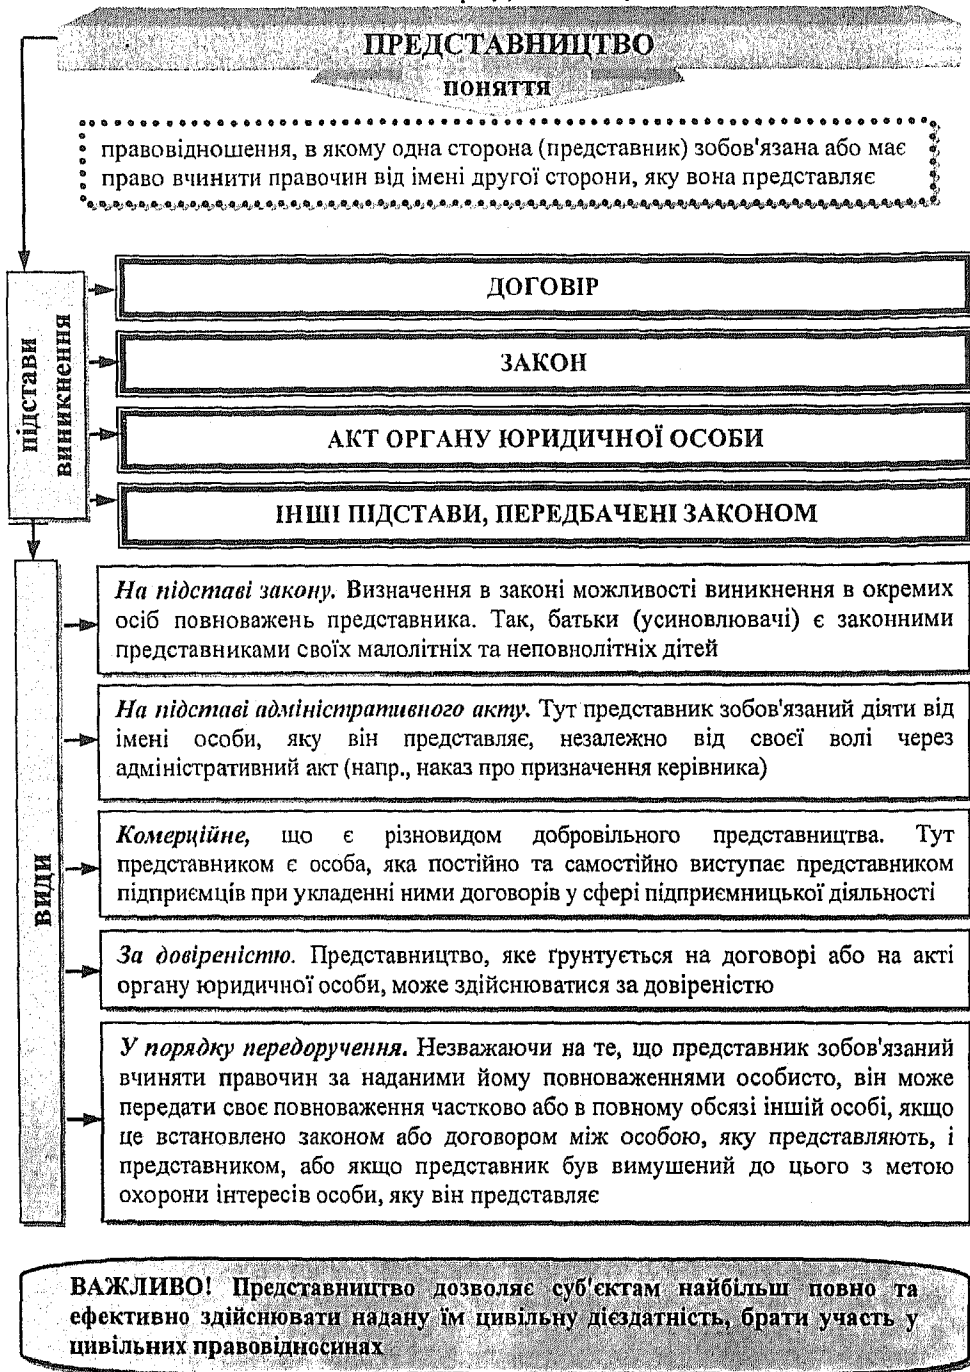 ПРЕДСТАВНИЦТВО
ПОНЯТТЯ
правовідношення, в якому одна сторона (представник) зобов'язана або має
право вчинити правочин від імені другої сторони, яку вона представляє
підстави
виникнення
ДОГОВІР
ЗАКОН
АКТ ОРГАНУ ЮРИДИЧНОЇ ОСОБИ
ІНШІ ПІДСТАВИ, ПЕРЕДБАЧЕНІ ЗАКОНОМ
ВИДИ
На підставі закону. Визначення в законі можливості виникнення в окремих
осіб повноважень представника. Так, батьки (усиновлювачі) є законними
представниками своїх малолітніх та неповнолітніх дітей
На підставі адміністративного акту. Тут представник зобов'язаний діяти від
імені особи, яку він представляє, незалежно від своєї волі через
адміністративний акт (напр., наказ про призначення керівника)
Комерційне, що є різновидом добровільного представництва. Тут
представником є особа, яка постійно та самостійно виступає представником
підприємців при укладенні ними договорів у сфері підприємницької діяльності
За довіреністю. Представництво, яке ґрунтується на договорі або на акті
органу юридичної особи, може здійснюватися за довіреністю
У порядку передоручення. Незважаючи на те, що представник зобов'язаний
вчиняти правочин за наданими йому повноваженнями особисто, він може
передати своє повноваження частково або в повному обсязі іншій особі, якщо
це встановлено законом або договором між особою, яку представляють, і
представником, або якщо представник був вимушений до цього з метою
охорони інтересів особи, яку він представляє
ВАЖЛИВО! Представництво дозволяє суб'єктам найбільш повно та
ефективно здійснювати надану їм цивільну дієздатність, брати участь у
цивільних правовідносинах